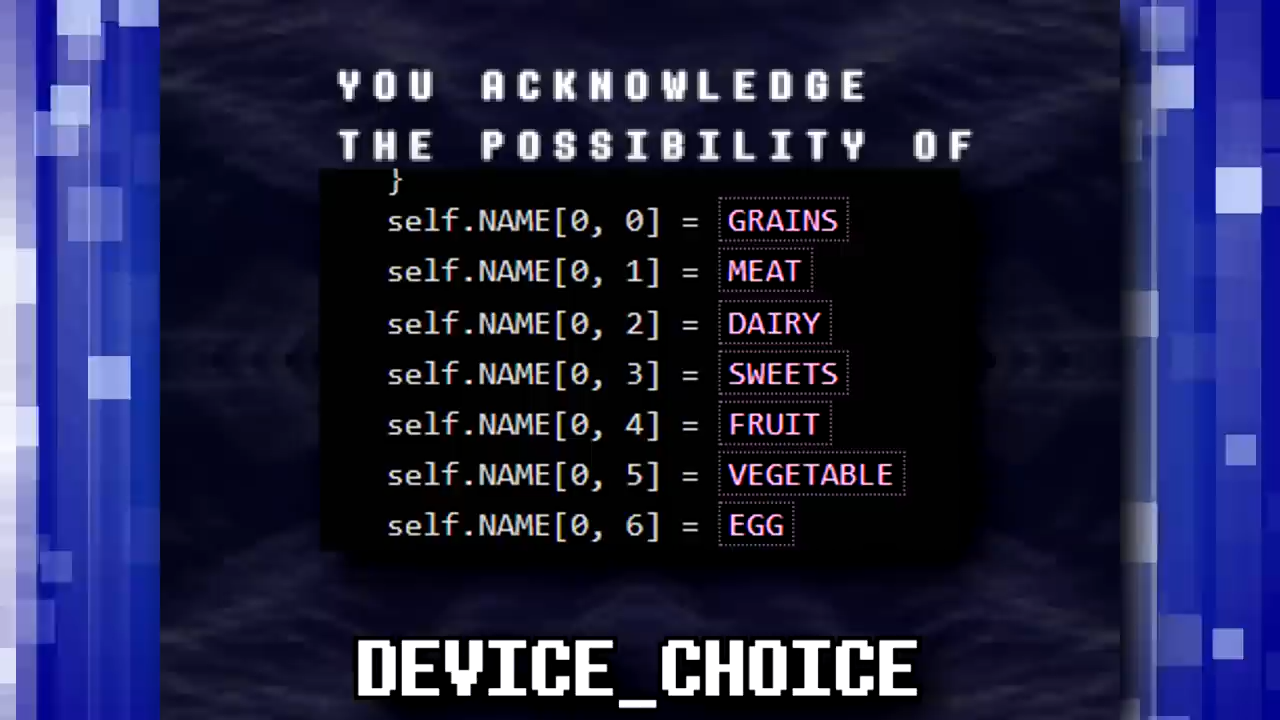 YOU ACKNOWLEDGE
THE POSSIBILITY OF
}
self.NAME[0, 0] = GRAINS
self.NAME[0, 1] = MEAT
self.NAME[0, 2] = DAIRY
self.NAME[0, 3] = SWEETS
self.NAME[0, 4] = FRUIT
self.NAME[0, 5] = VEGETABLE
self.NAME[0, 6] = EGG
DEVICE_CHOICE